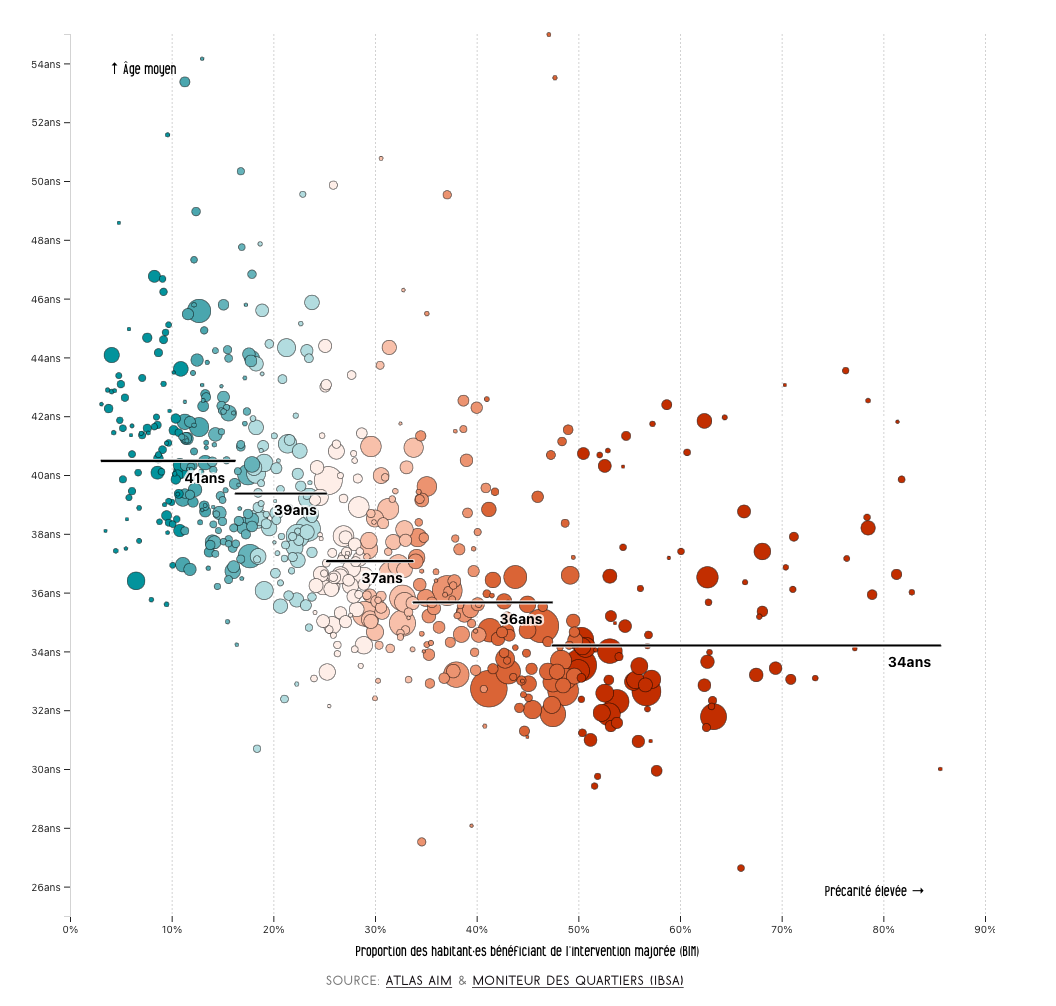 54ans
↑ Âge moyen
52ans
50ans
48ans
46ans
44ans
42ans
40ans
41ans
39ans
38ans
37ans
36ans
36ans
34ans
34ans
32ans
30ans
28ans
26ans
Précarité élevée →
0% 10% 20% 30% 40% 50% 60% 70% 80% 90%
Proportion des habitant·es bénéficiant de l'intervention majorée (BIM)
SOURCE: ATLAS AIM & MONITEUR DES QUARTIERS (IBSA)